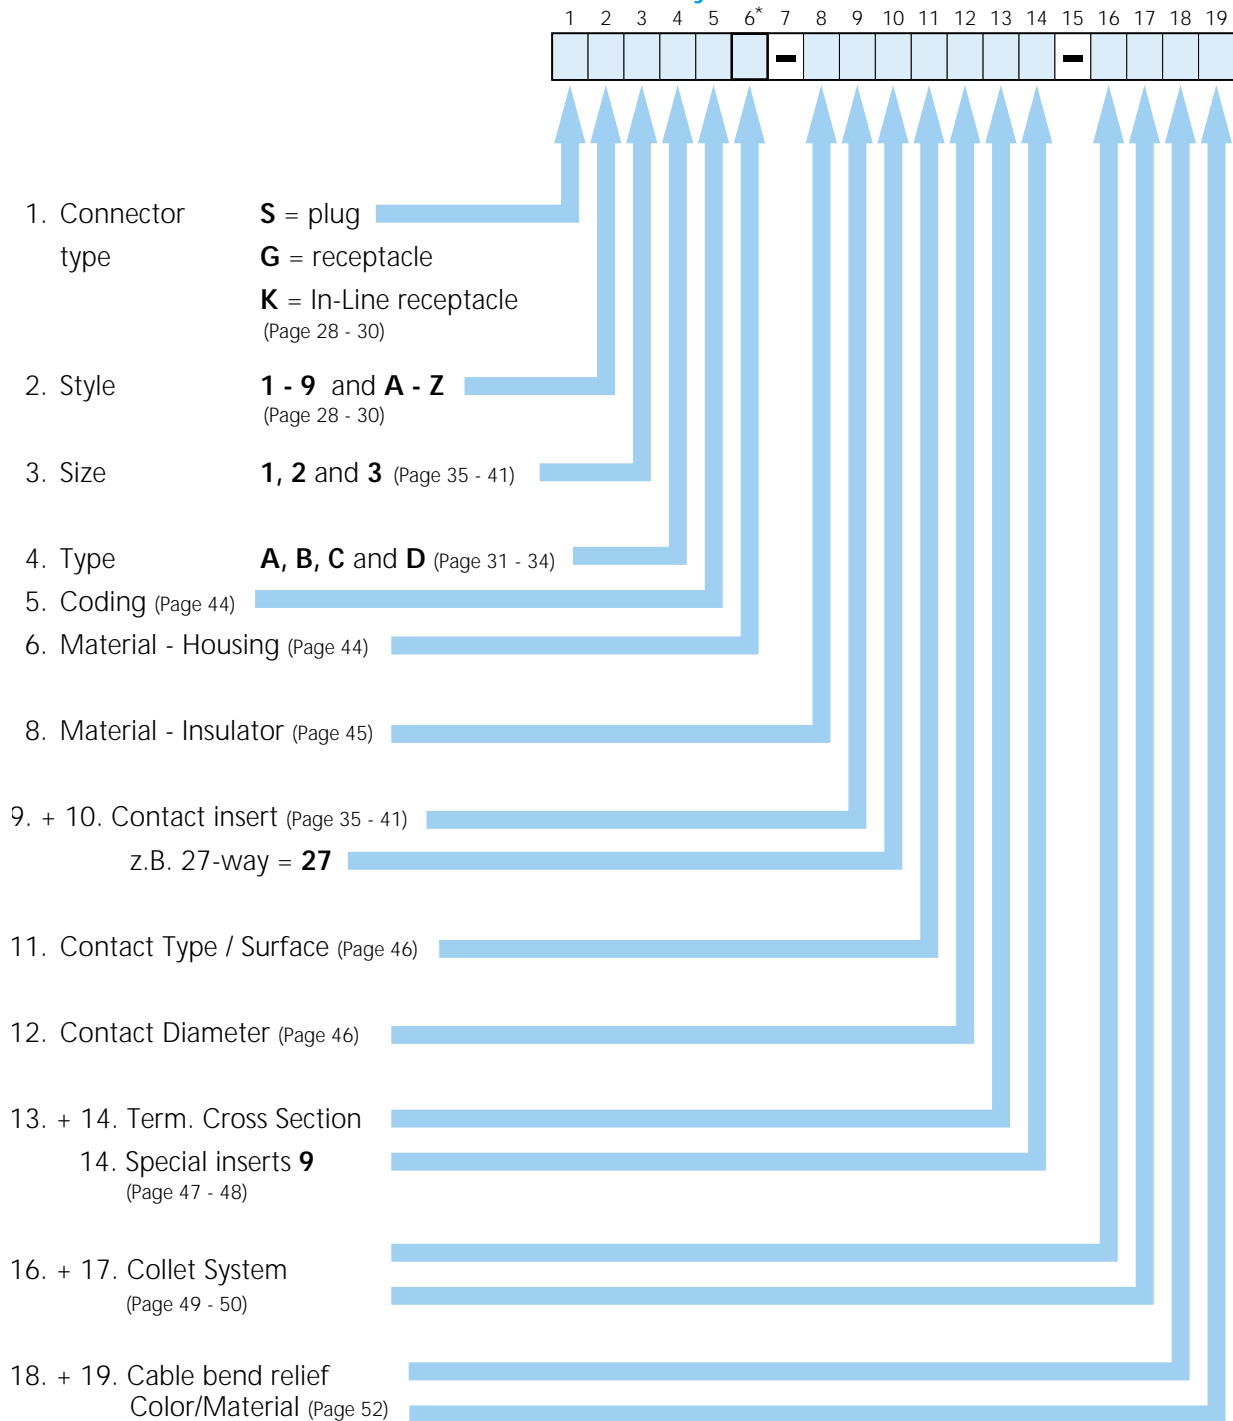 1 2 3 4 5 6* 7 8 9 10 11 12 13 14 15 16 17 18 19
- -
1. Connector S = plug
type G = receptacle
K = In-Line receptacle
(Page 28 - 30)
2. Style 1 - 9 and A - Z
(Page 28 - 30)
3. Size 1, 2 and 3 (Page 35 - 41)
4. Type A, B, C and D (Page 31 - 34)
5. Coding (Page 44)
6. Material - Housing (Page 44)
8. Material - Insulator (Page 45)
9. + 10. Contact insert (Page 35 - 41)
z.B. 27-way = 27
11. Contact Type / Surface (Page 46)
12. Contact Diameter (Page 46)
13. + 14. Term. Cross Section
14. Special inserts 9
(Page 47 - 48)
16. + 17. Collet System
(Page 49 - 50)
18. + 19. Cable bend relief
Color/Material (Page 52)